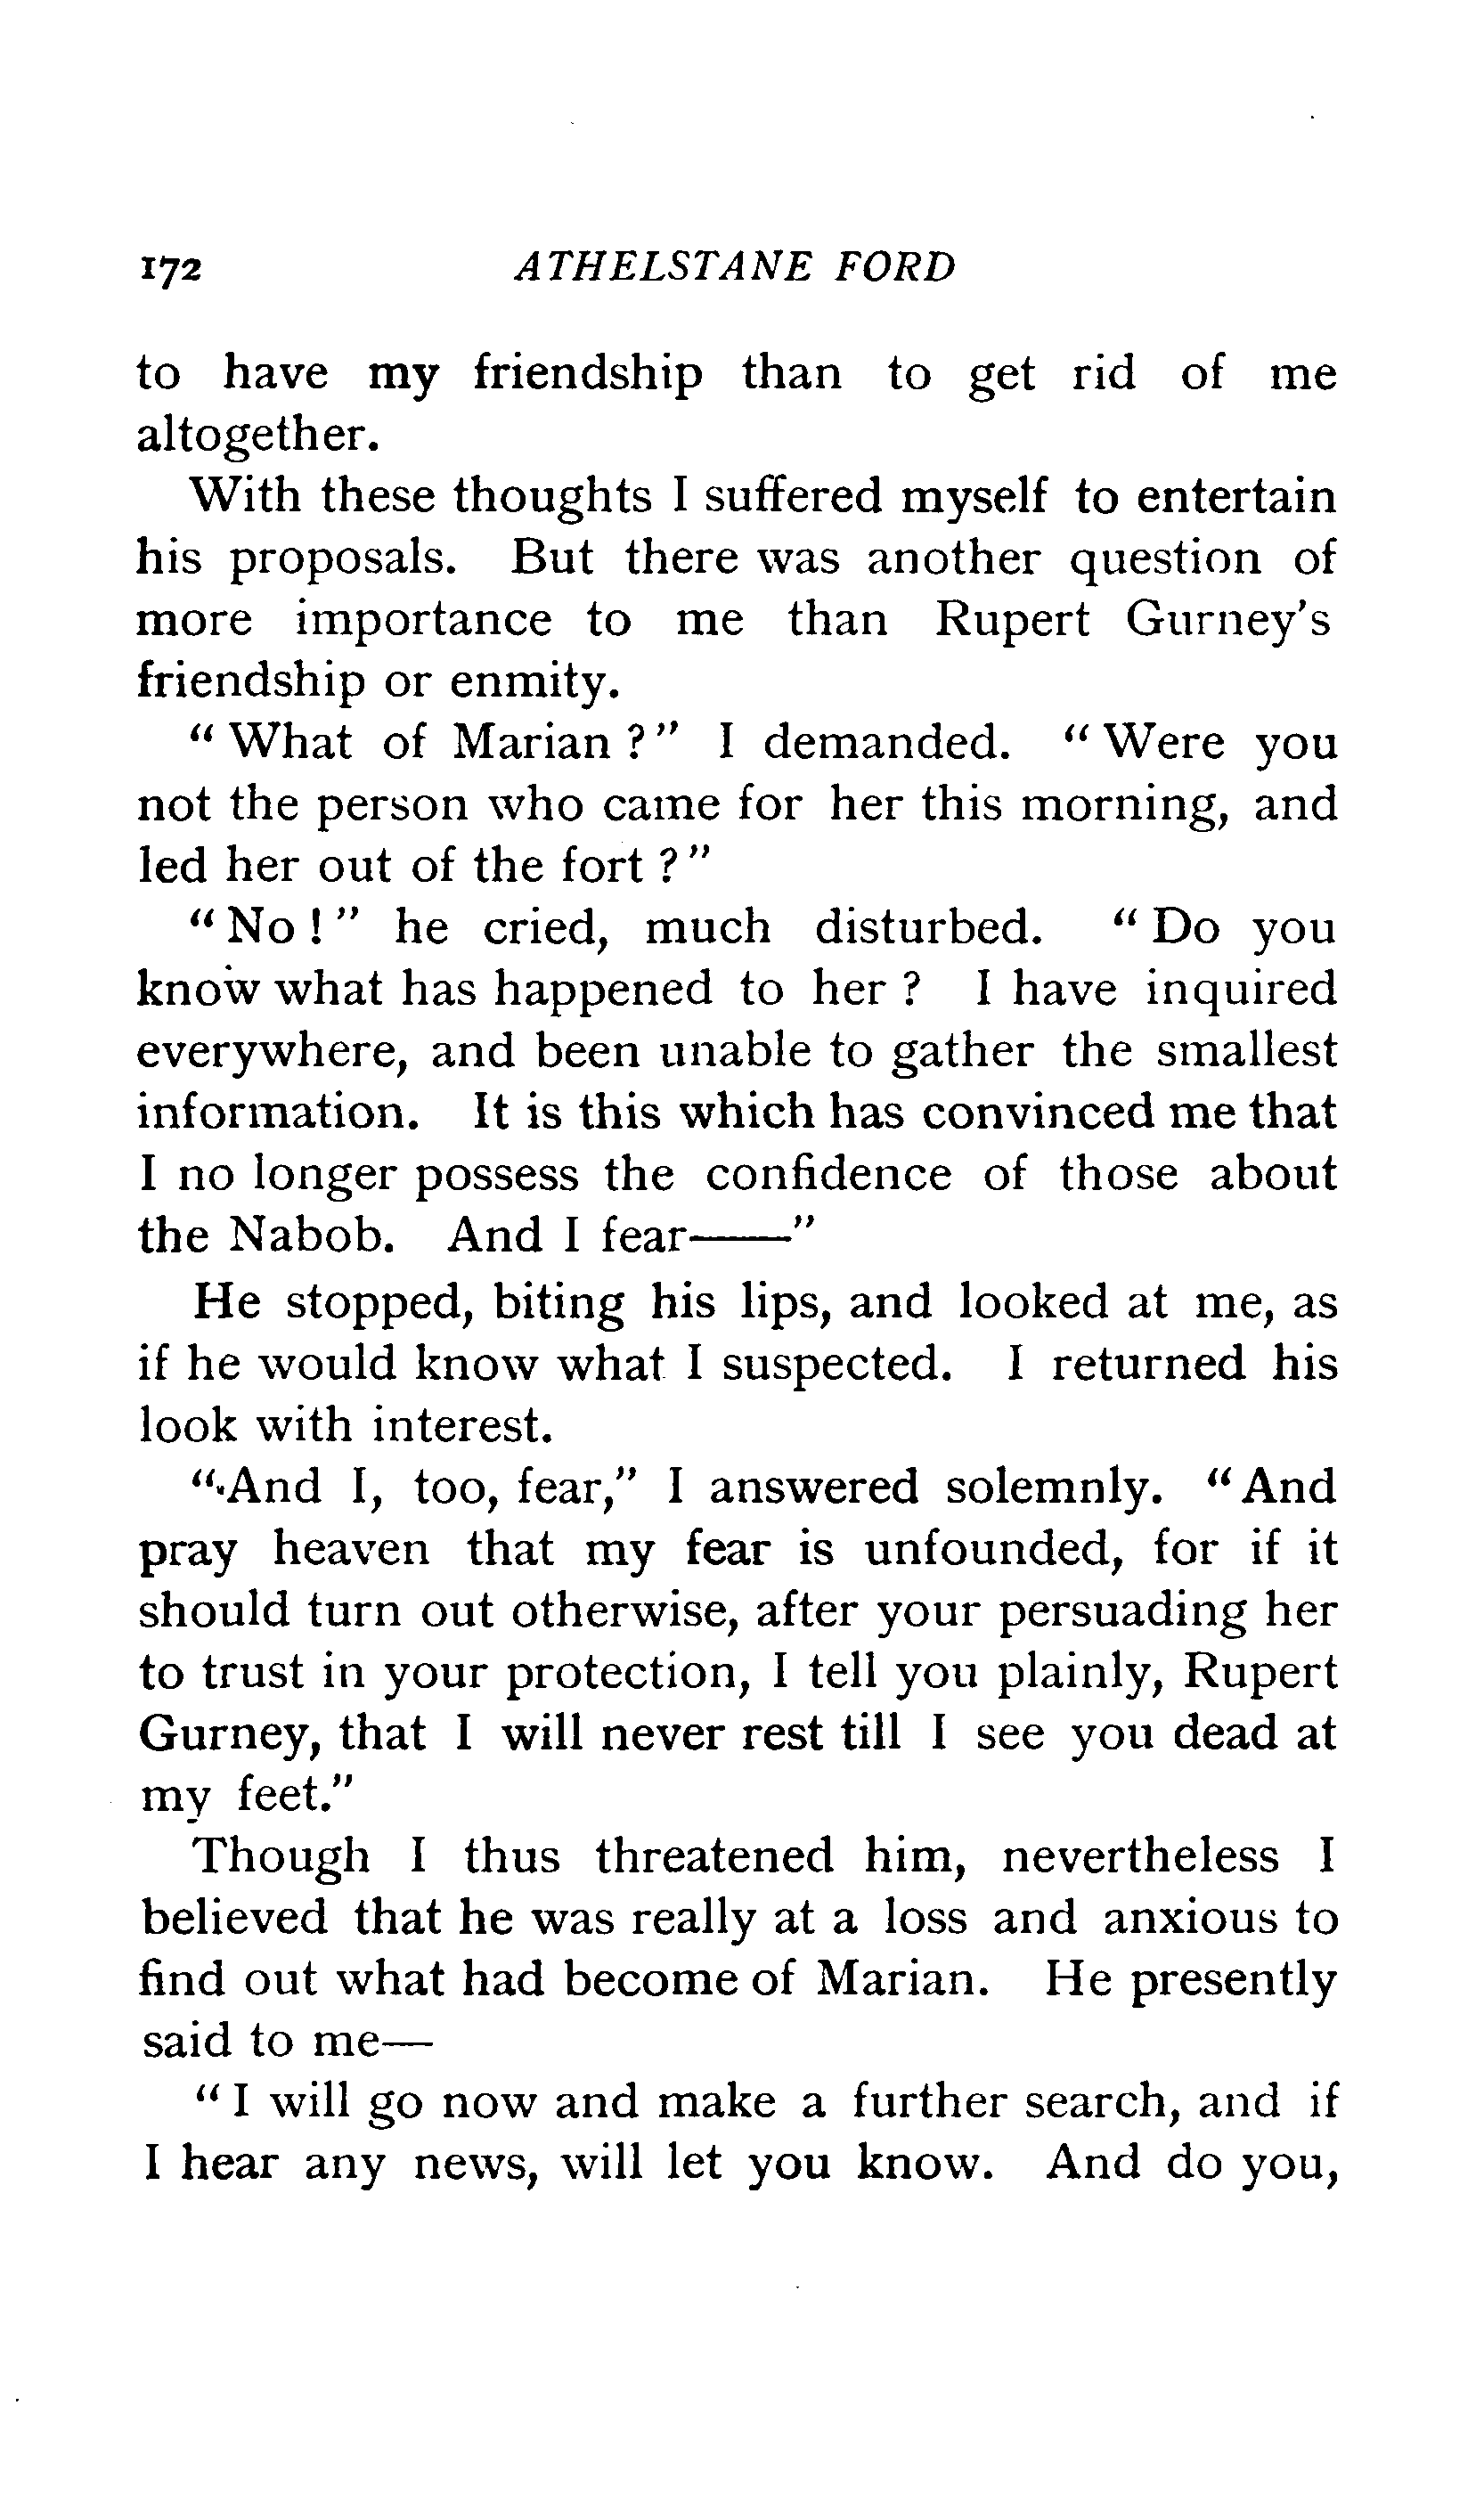 172 ATHELSTANE FORD
to have my friendship than to get rid of me
altogether.
With these thoughts I suffered myself to entertain
his proposals. But there was another question of
more importance to me than Rupert Gurney's
friendship or enmity.
" What of Marian ? " I demanded. " Were you
not the person who came for her this morning, and
led her out of the fort ? "
" No ! " he cried, much disturbed. " Do you
know what has happened to her ? I have inquired
everywhere, and been unable to gather the smallest
information. It is this which has convinced me that
I no longer possess the confidence of those about
the Nabob. And I fear——"
He stopped, biting his lips, and looked at me, as
if he would know what I suspected. I returned his
look with interest.
" And I, too, fear," I answered solemnly. " And
pray heaven that my fear is unfounded, for if it
should turn out otherwise, after your persuading her
to trust in your protection, I tell you plainly, Rupert
Gurney, that I will never rest till I see you dead at
my feet."
Though I thus threatened him, nevertheless I
believed that he was really at a loss and anxious to
find out what had become of Marian. He presently
said to me—
" I will go now and make a further search, and if
I hear any news, will let you know. And do you,